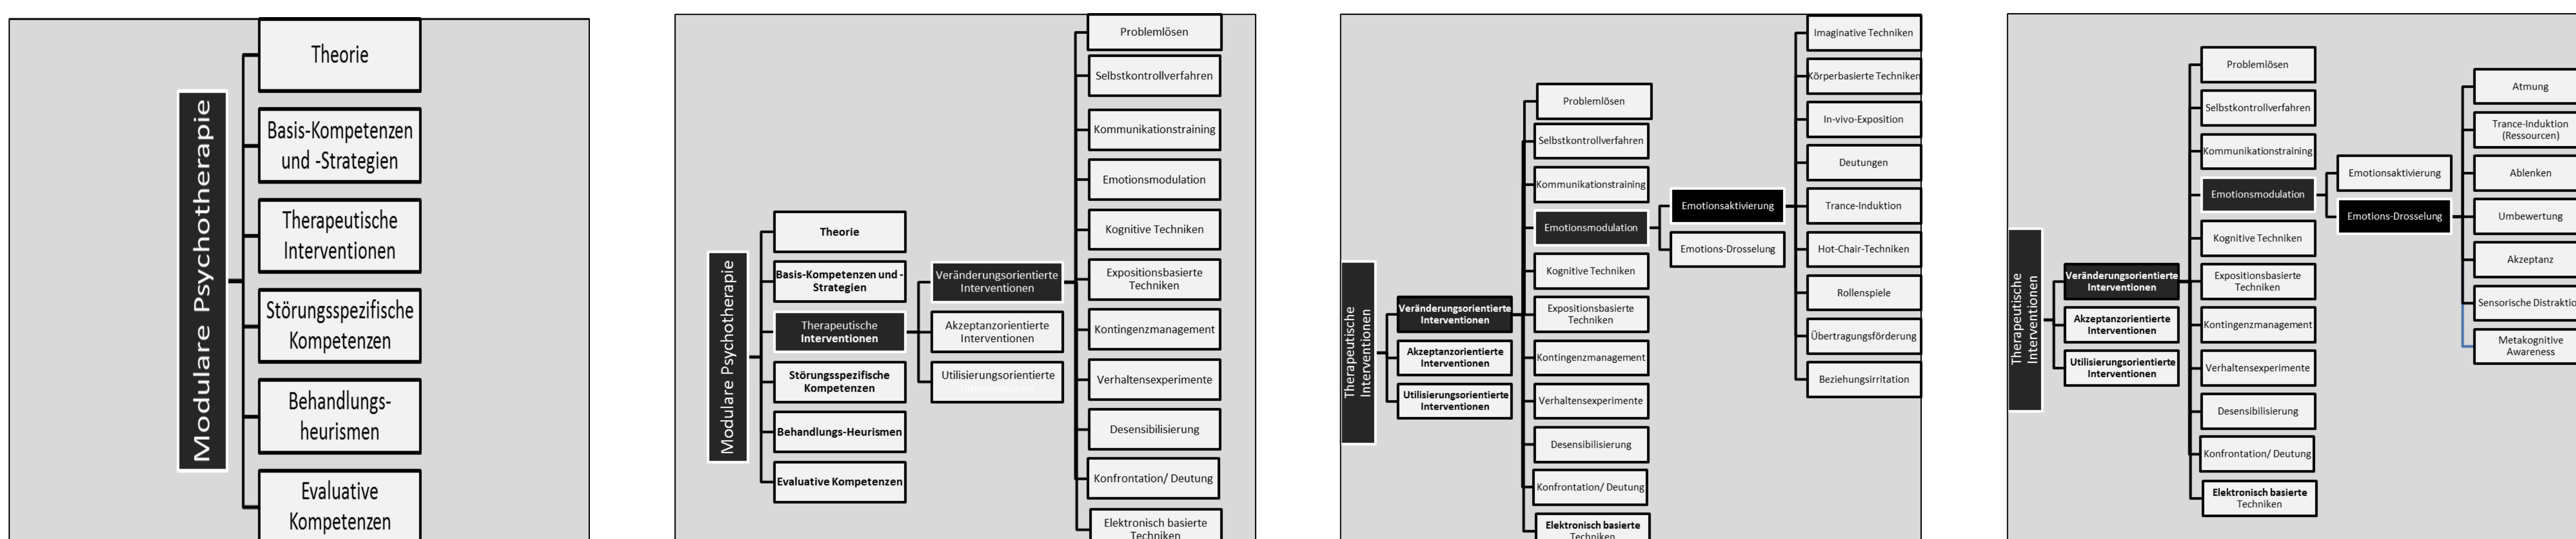 Modulare Psychotherapie
Theorie
Basis-Kompetenzen
und -Strategien
Therapeutische
Interventionen
Störungsspezifische
Kompetenzen
Behandlungs-
heurismen
Evaluative
Kompetenzen
Modulare Psychotherapie
Theorie
Basis-Kompetenzen und -
Strategien
Therapeutische
Interventionen
Störungsspezifische
Kompetenzen
Behandlungs-Heurismen
Evaluative Kompetenzen
Veränderungsorientierte
Interventionen
Akzeptanzorientierte
Interventionen
Utilisierungsorientierte
Problemlösen
Selbstkontrollverfahren
Kommunikationstraining
Emotionsmodulation
Kognitive Techniken
Expositionsbasierte
Techniken
Kontingenzmanagement
Verhaltensexperimente
Desensibilisierung
Konfrontation/ Deutung
Elektronisch basierte
Techniken
Therapeutische
Interventionen
Veränderungsorientierte
Interventionen
Akzeptanzorientierte
Interventionen
Utilisierungsorientierte
Interventionen
Problemlösen
Selbstkontrollverfahren
Kommunikationstraining
Emotionsmodulation
Kognitive Techniken
Expositionsbasierte
Techniken
Kontingenzmanagement
Verhaltensexperimente
Desensibilisierung
Konfrontation/ Deutung
Elektronisch basierte
Techniken
Emotionsaktivierung
Emotions-Drosselung
Imaginative Techniken
Körperbasierte Techniken
In-vivo-Exposition
Deutungen
Trance-Induktion
Hot-Chair-Techniken
Rollenspiele
Übertragungsförderung
Beziehungsirritation
Therapeutische
Interventionen
Veränderungsorientierte
Interventionen
Akzeptanzorientierte
Interventionen
Utilisierungsorientierte
Interventionen
Problemlösen
Selbstkontrollverfahren
Kommunikationstraining
Emotionsmodulation
Kognitive Techniken
Expositionsbasierte
Techniken
Kontingenzmanagement
Verhaltensexperimente
Desensibilisierung
Konfrontation/ Deutung
Elektronisch basierte
Techniken
Emotionsaktivierung
Emotions-Drosselung
Atmung
Trance-Induktion
(Ressourcen)
Ablenken
Umbewertung
Akzeptanz
Sensorische Distraktio
Metakognitive
Awareness